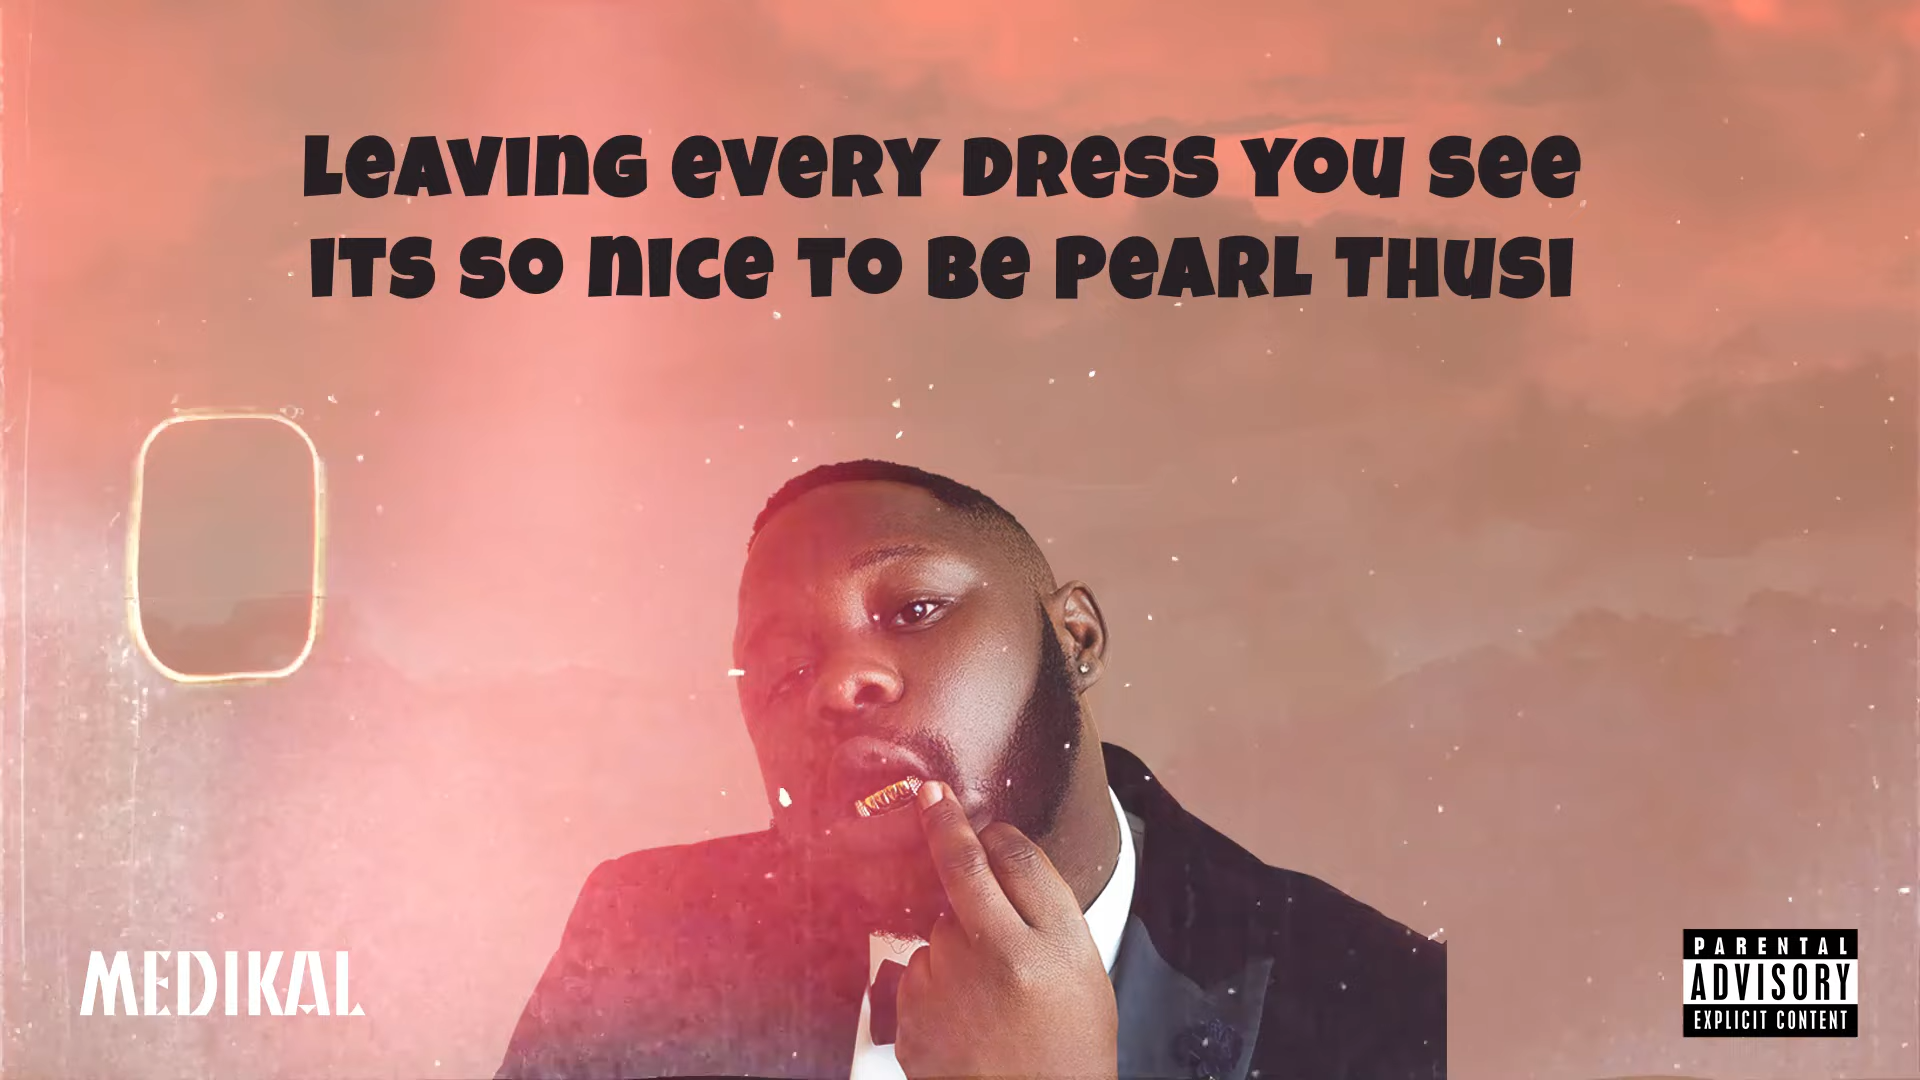 LEAVING EVERY DRESS YOU SEE
ITS SO NICE TO BE PEARL THUSI
MEDIKAL
PARENTAL
ADVISORY
EXPLICIT CONTENT